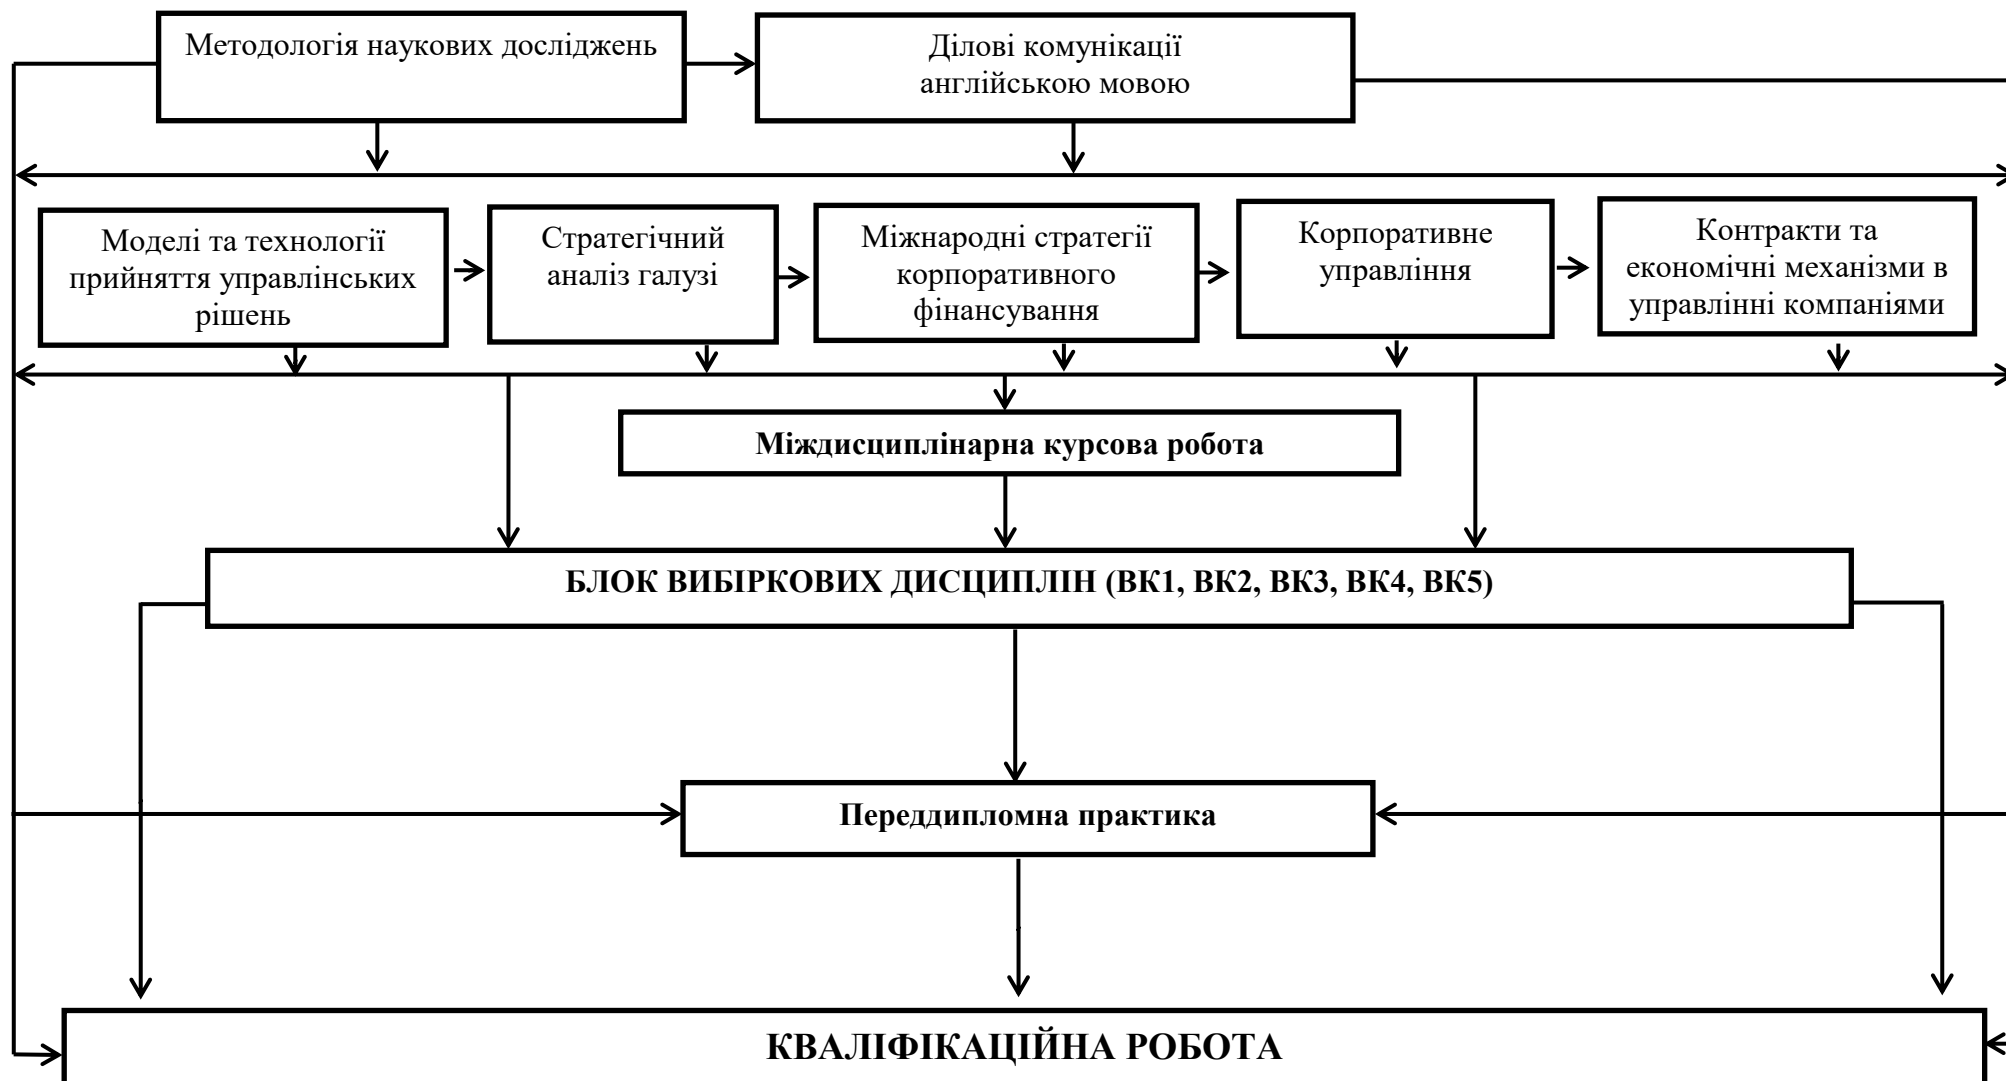 Методологія наукових досліджень
Ділові комунікації
англійською мовою
Моделі та технології
прийняття управлінських
рішень
Стратегічний
аналіз галузі
Міжнародні стратегії
корпоративного
фінансування
Корпоративне
управління
Контракти та
економічні механізми в
управлінні компаніями
Міждисциплінарна курсова робота
БЛОК ВИБІРКОВИХ ДИСЦИПЛІН (ВК1, ВК2, ВК3, ВК4, ВК5)
Переддипломна практика
КВАЛІФІКАЦІЙНА РОБОТА